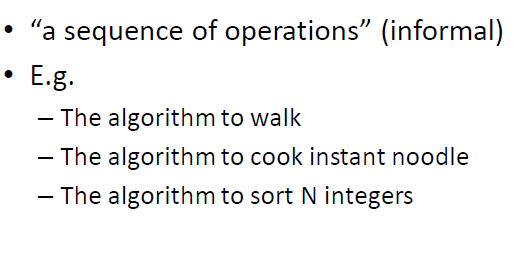 • “a sequence of operations” (informal)
• E.g.
– The algorithm to walk
– The algorithm to cook instant noodle
– The algorithm to sort N integers